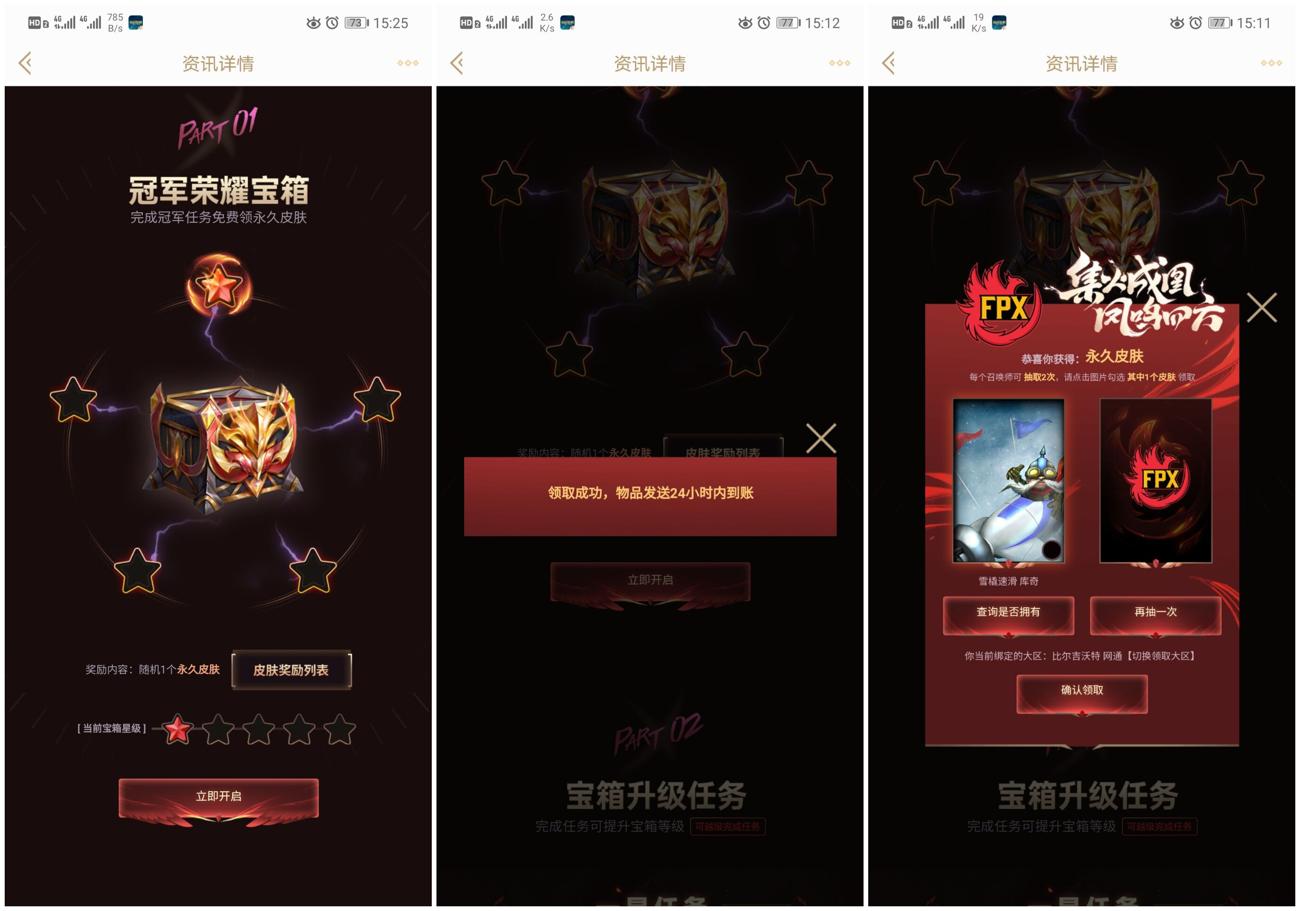 HD 2 4G 4G 785 B/s 73 15:25
资讯详情
PART 01
冠军荣耀宝箱
完成冠军任务免费领永久皮肤
奖励内容：随机1个永久皮肤
皮肤奖励列表
[当前宝箱星级]
立即开启
HD 2 4G 4G 2.6 K/s 77 15:12
资讯详情
奖励内容：随机1个永久皮肤
皮肤奖励列表
领取成功，物品发送24小时内到账
立即开启
PART 02
宝箱升级任务
完成任务可提升宝箱等级 可越级完成任务
HD 2 4G 4G 19 K/s 77 15:11
资讯详情
FPX
集火成凰
凤鸣四六
恭喜你获得：永久皮肤
每个召唤师可 抽取2次，请点击图片勾选 其中1个皮肤 领取
FPX
雪橇速滑 库奇
查询是否拥有
再抽一次
你当前绑定的大区：比尔吉沃特 网通【切换领取大区】
确认领取
宝箱升级任务
完成任务可提升宝箱等级 可越级完成任务